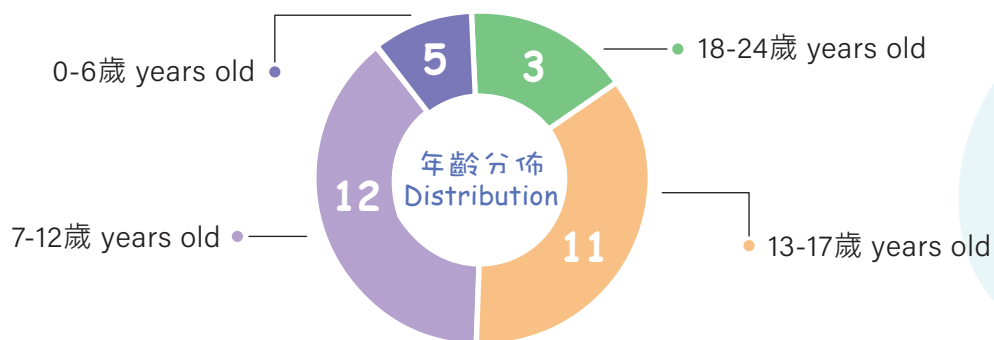 5
3
18-24歲 years old
0-6歲 years old
年齡分佈
Distribution
12
7-12歲 years old
11
13-17歲 years old